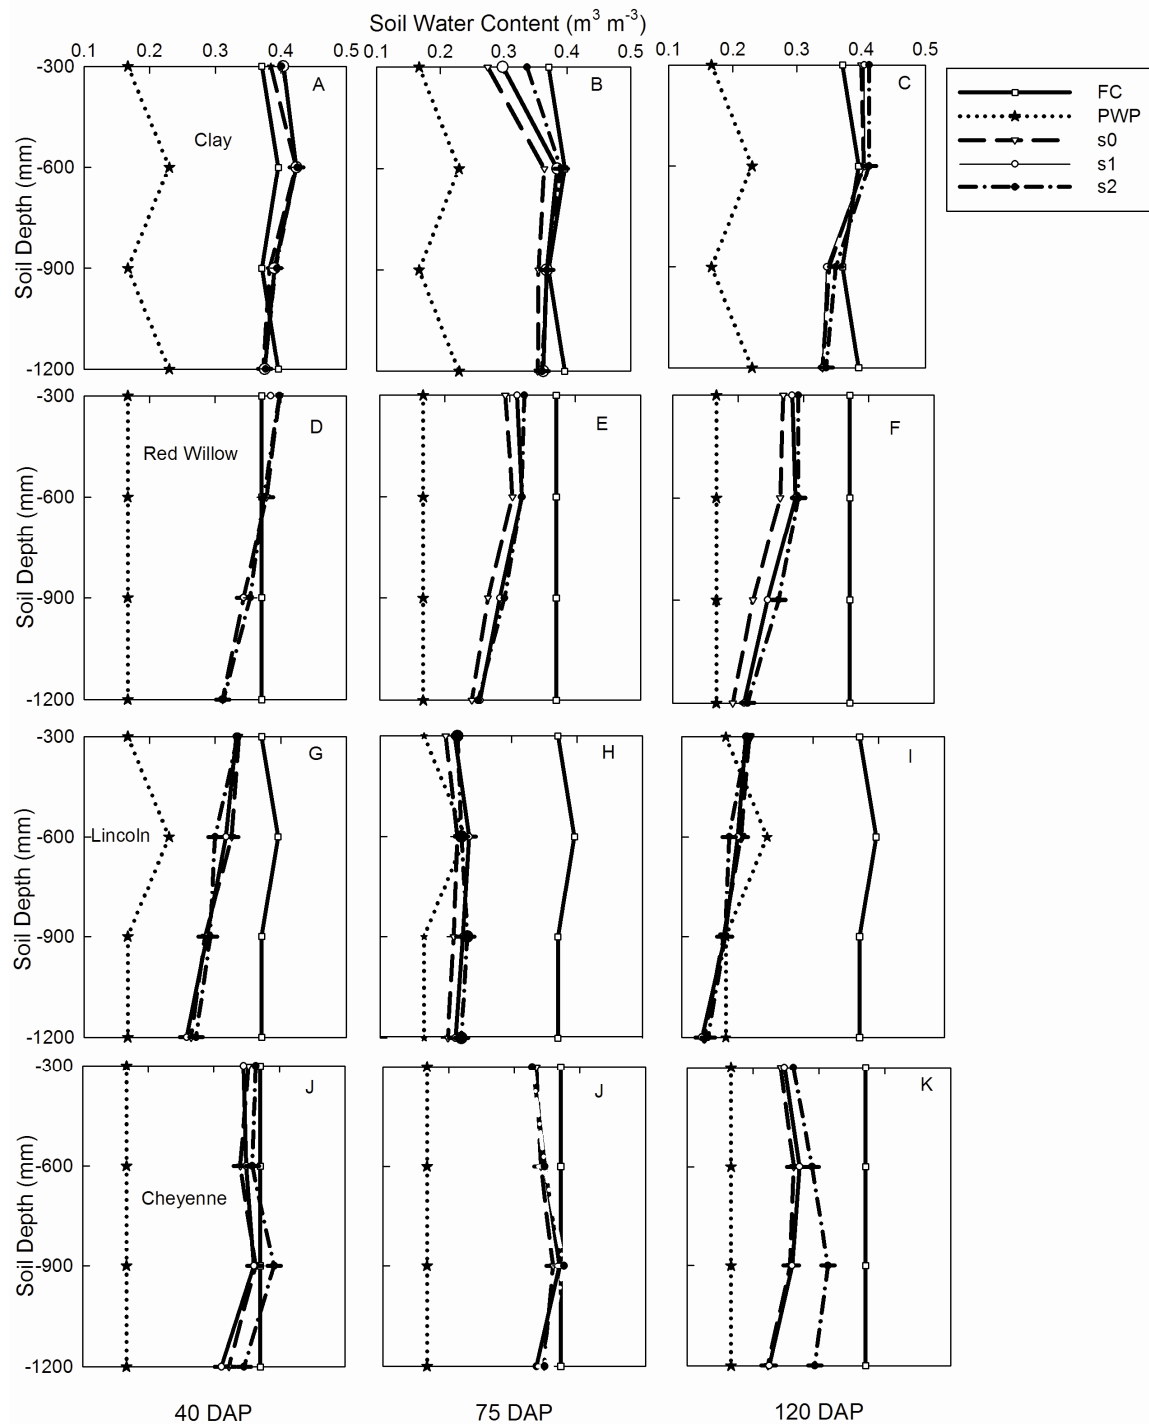 Soil Water Content (m³ m⁻³)
0.1 0.2 0.3 0.4 0.5 0.1 0.2 0.3 0.4 0.5 0.1 0.2 0.3 0.4 0.5
-300
A
B
C
FC
PWP
s0
s1
s2
Clay
-600
-900
-1200
Soil Depth (mm)
-300
D
E
F
Red Willow
-600
-900
-1200
Soil Depth (mm)
-300
G
H
I
Lincoln
-600
-900
-1200
Soil Depth (mm)
-300
J
J
K
-600
Cheyenne
-900
-1200
Soil Depth (mm)
40 DAP 75 DAP 120 DAP